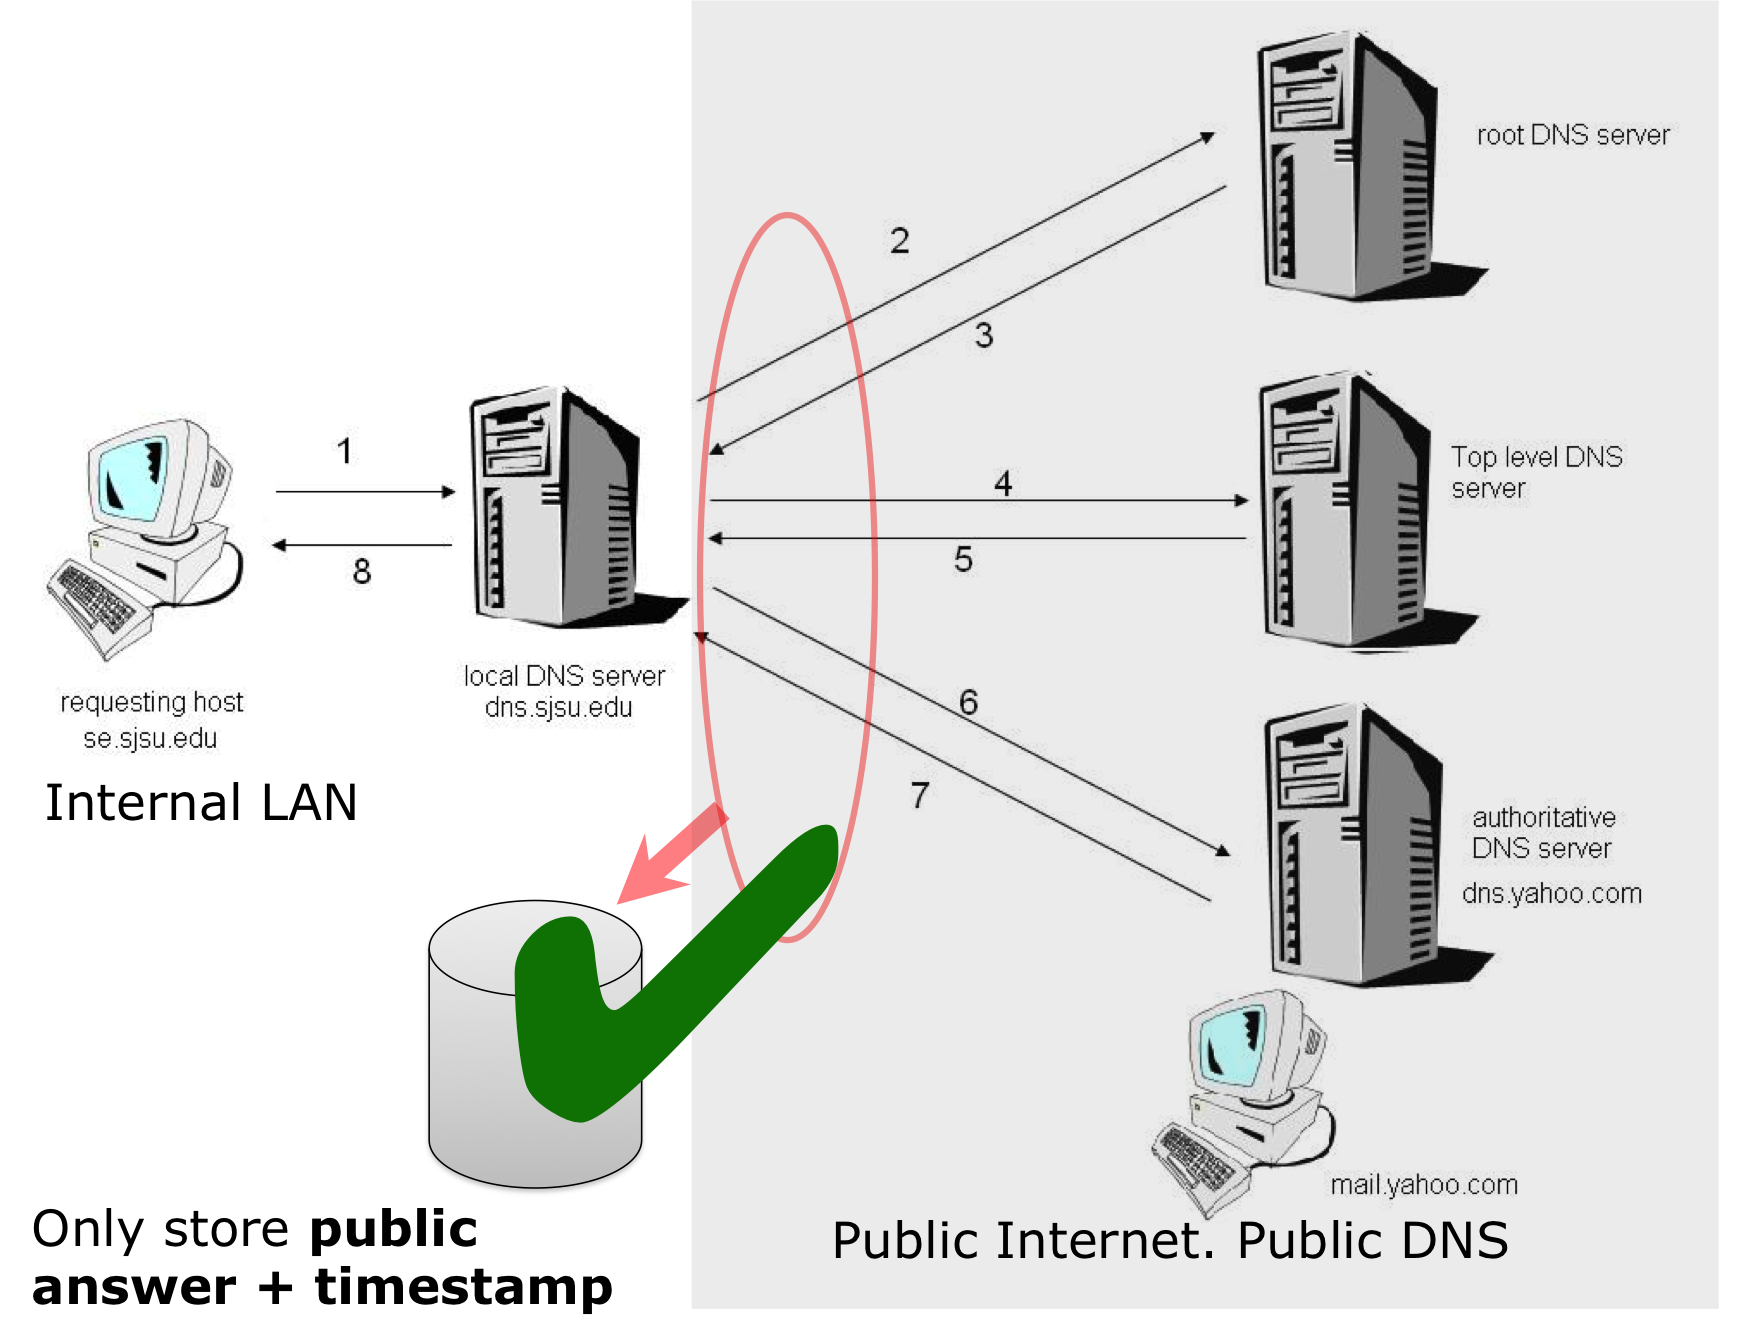 root DNS server
2
3
1
8
4
5
Top level DNS
server
local DNS server
dns.sjsu.edu
requesting host
se.sjsu.edu
Internal LAN
6
7
authoritative
DNS server
dns.yahoo.com
mail.yahoo.com
Only store public
answer + timestamp
Public Internet. Public DNS